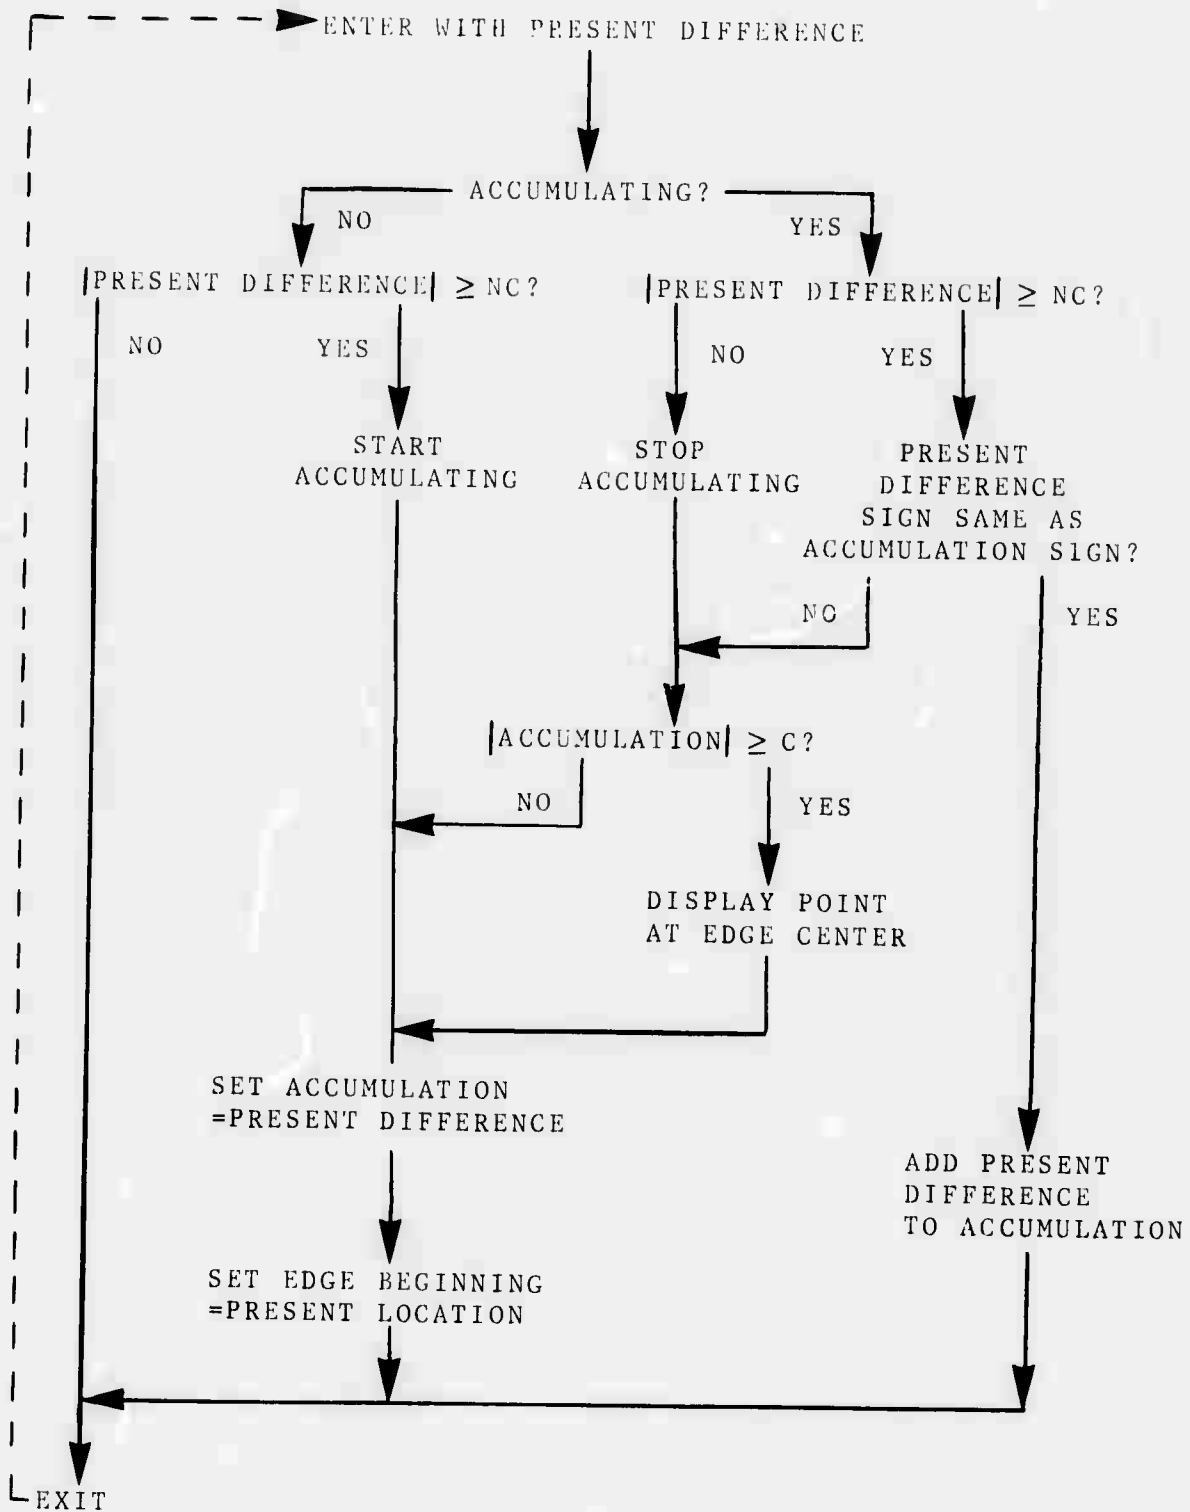 ENTER WITH PRESENT DIFFERENCE
ACCUMULATING?
NO
YES
|PRESENT DIFFERENCE| ≥ NC?
|PRESENT DIFFERENCE| ≥ NC?
NO
YES
NO
YES
START
ACCUMULATING
STOP
ACCUMULATING
PRESENT
DIFFERENCE
SIGN SAME AS
ACCUMULATION SIGN?
NO
YES
|ACCUMULATION| ≥ C?
NO
YES
DISPLAY POINT
AT EDGE CENTER
SET ACCUMULATION
=PRESENT DIFFERENCE
ADD PRESENT
DIFFERENCE
TO ACCUMULATION
SET EDGE BEGINNING
=PRESENT LOCATION
EXIT